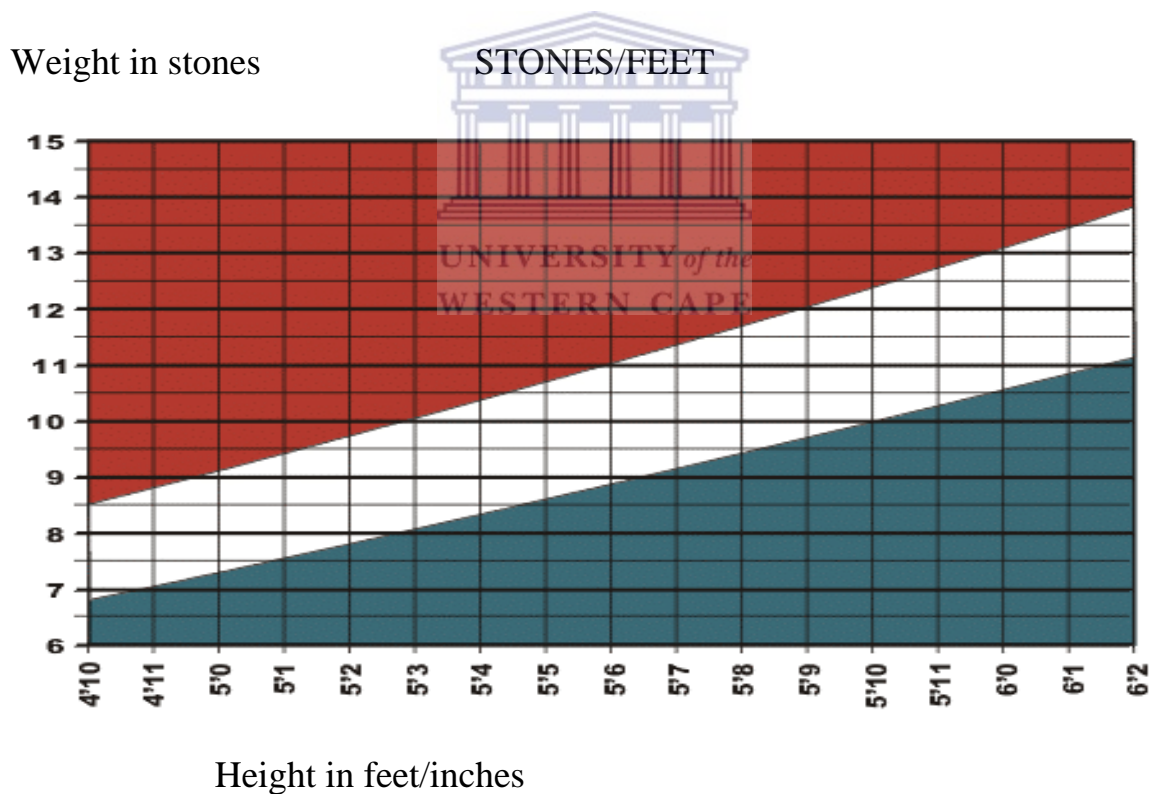 Weight in stones STONES/FEET
UNIVERSITY of the
WESTERN CAPE
15
14
13
12
11
10
9
8
7
6
4'10 4'11 5'0 5'1 5'2 5'3 5'4 5'5 5'6 5'7 5'8 5'9 5'10 5'11 6'0 6'1 6'2
Height in feet/inches